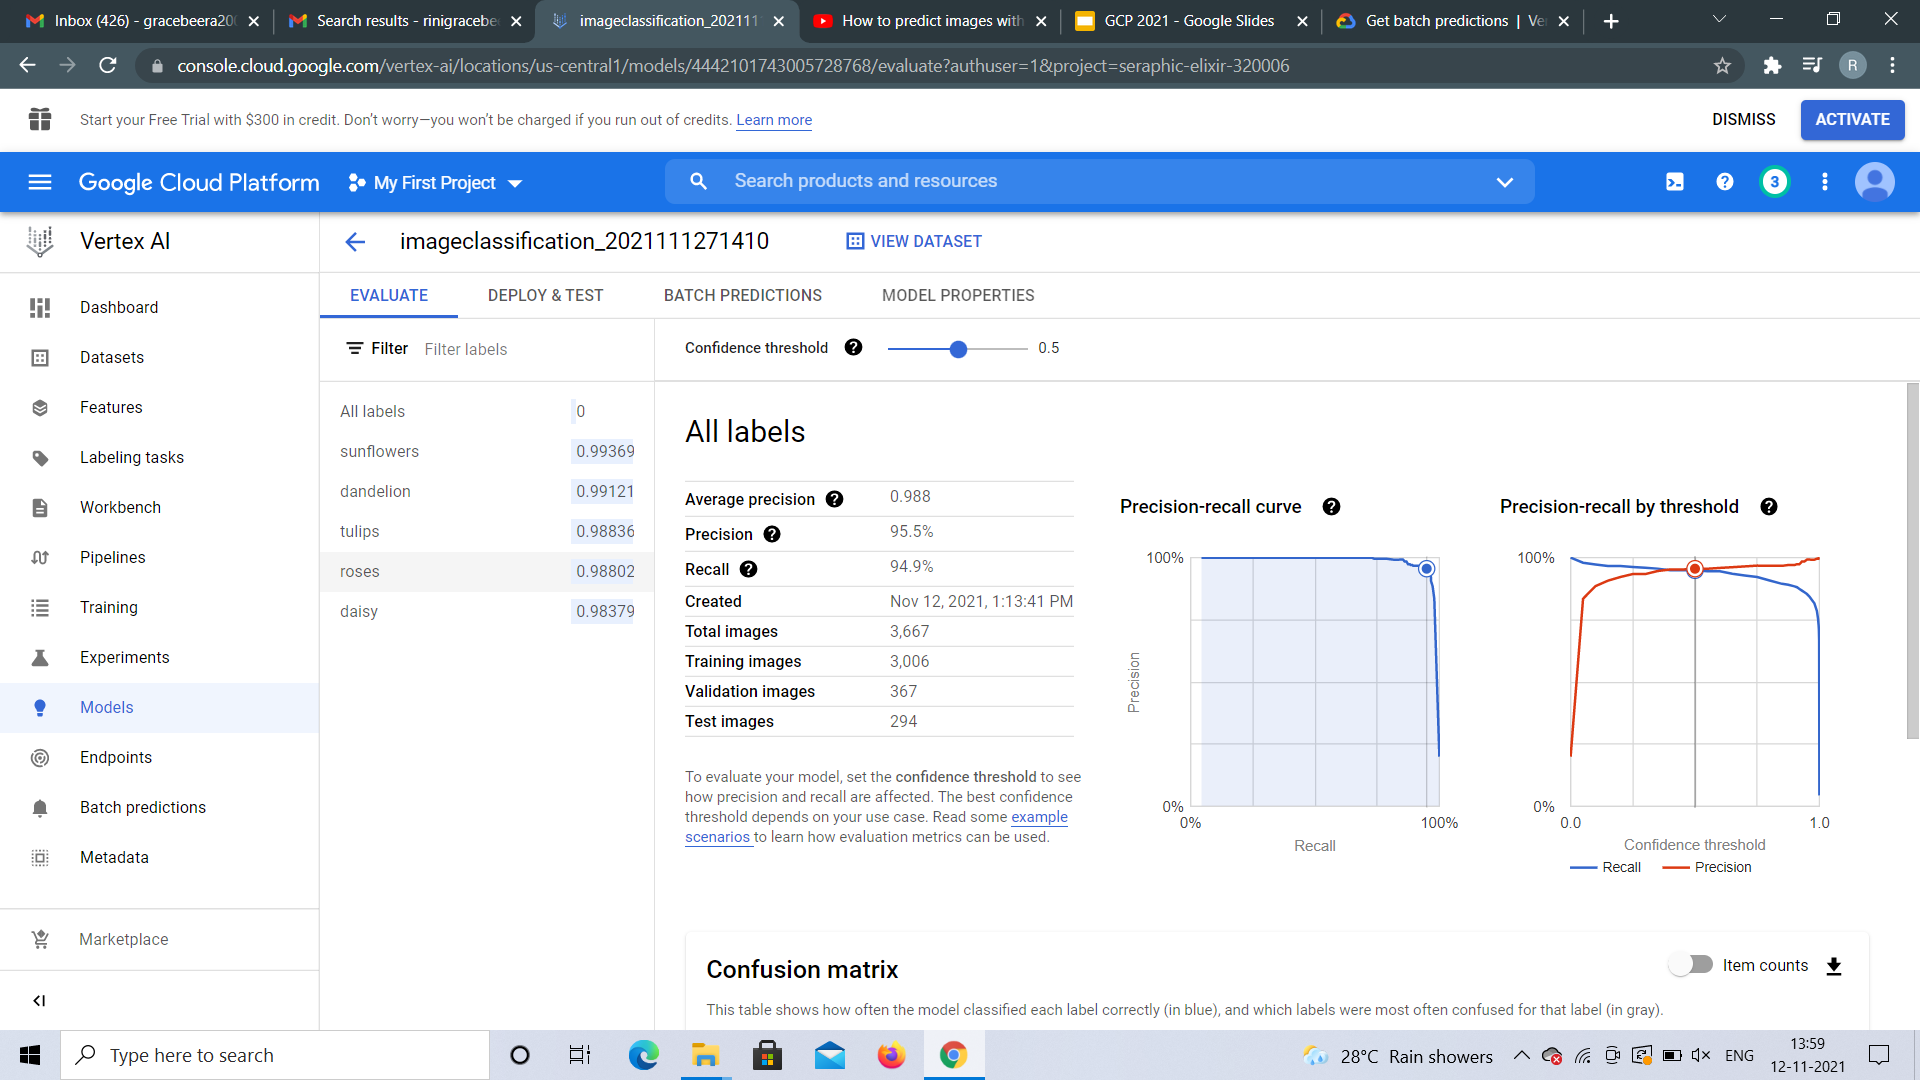 Inbox (426) - gracebeera20
Search results - rinigracebe
imageclassification_202111
How to predict images with
GCP 2021 - Google Slides
Get batch predictions | Ve
console.cloud.google.com/vertex-ai/locations/us-central1/models/4442101743005728768/evaluate?authuser=1&project=seraphic-elixir-320006
R
Start your Free Trial with $300 in credit. Don't worry—you won't be charged if you run out of credits. Learn more
DISMISS
ACTIVATE
Google Cloud Platform
My First Project
Search products and resources
3
Vertex AI
imageclassification_2021111271410
VIEW DATASET
Dashboard
Datasets
Features
Labeling tasks
Workbench
Pipelines
Training
Experiments
Models
Endpoints
Batch predictions
Metadata
Marketplace
EVALUATE
DEPLOY & TEST
BATCH PREDICTIONS
MODEL PROPERTIES
Filter Filter labels
Confidence threshold 0.5
All labels 0
sunflowers 0.99369
dandelion 0.99121
tulips 0.98836
roses 0.98802
daisy 0.98379
All labels
Average precision 0.988
Precision 95.5%
Recall 94.9%
Created Nov 12, 2021, 1:13:41 PM
Total images 3,667
Training images 3,006
Validation images 367
Test images 294
To evaluate your model, set the confidence threshold to see
how precision and recall are affected. The best confidence
threshold depends on your use case. Read some example
scenarios to learn how evaluation metrics can be used.
Precision-recall curve
100%
Precision
0%
0%
100%
Recall
Precision-recall by threshold
100%
0%
0.0
1.0
Confidence threshold
Recall
Precision
Confusion matrix
Item counts
This table shows how often the model classified each label correctly (in blue), and which labels were most often confused for that label (in gray).
Type here to search
28°C Rain showers
ENG
13:59
12-11-2021